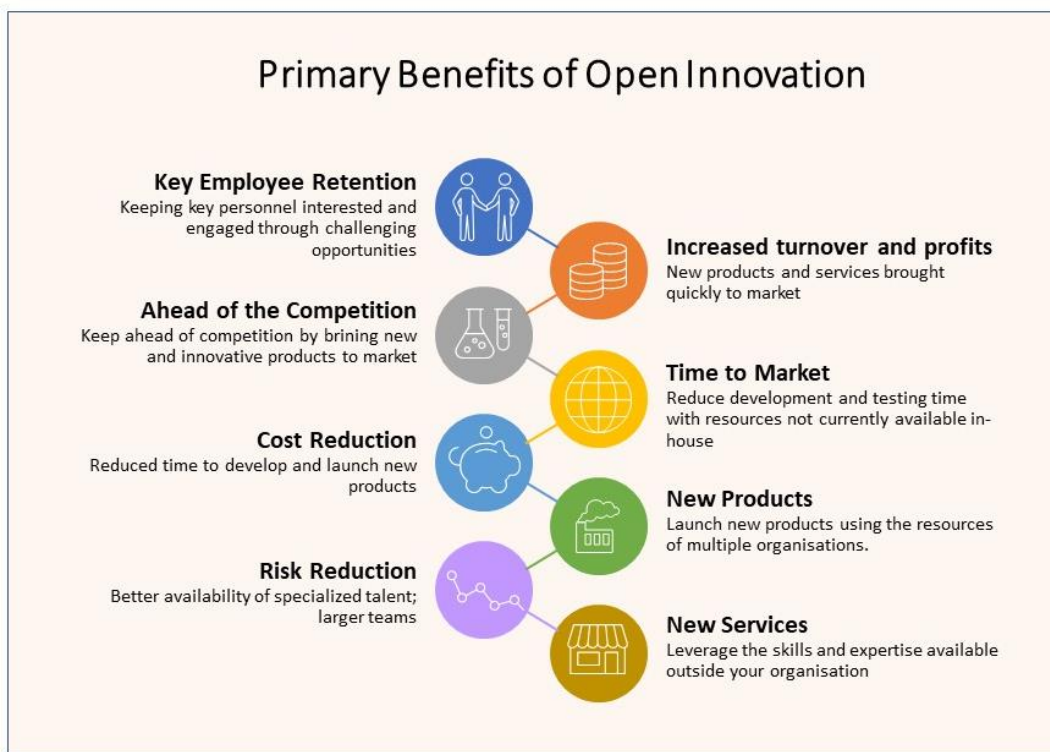 Primary Benefits of Open Innovation
Key Employee Retention
Keeping key personnel interested and
engaged through challenging
opportunities
Increased turnover and profits
New products and services brought
quickly to market
Ahead of the Competition
Keep ahead of competition by brining new
and innovative products to market
Time to Market
Reduce development and testing time
with resources not currently available in-
house
Cost Reduction
Reduced time to develop and launch new
products
New Products
Launch new products using the resources
of multiple organisations.
Risk Reduction
Better availability of specialized talent;
larger teams
New Services
Leverage the skills and expertise available
outside your organisation